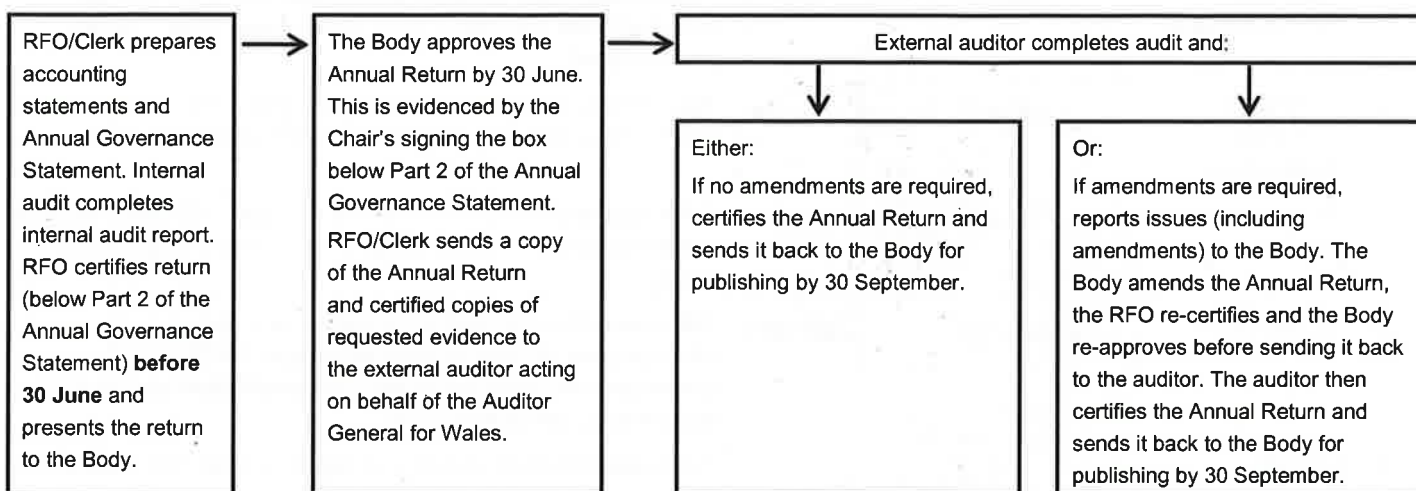 RFO/Clerk prepares
accounting
statements and
Annual Governance
Statement. Internal
audit completes
internal audit report.
RFO certifies return
(below Part 2 of the
Annual Governance
Statement) before
30 June and
presents the return
to the Body.
The Body approves the
Annual Return by 30 June.
This is evidenced by the
Chair's signing the box
below Part 2 of the Annual
Governance Statement.
RFO/Clerk sends a copy
of the Annual Return
and certified copies of
requested evidence to
the external auditor acting
on behalf of the Auditor
General for Wales.
External auditor completes audit and:
Either:
If no amendments are required,
certifies the Annual Return and
sends it back to the Body for
publishing by 30 September.
Or:
If amendments are required,
reports issues (including
amendments) to the Body. The
Body amends the Annual Return,
the RFO re-certifies and the Body
re-approves before sending it back
to the auditor. The auditor then
certifies the Annual Return and
sends it back to the Body for
publishing by 30 September.